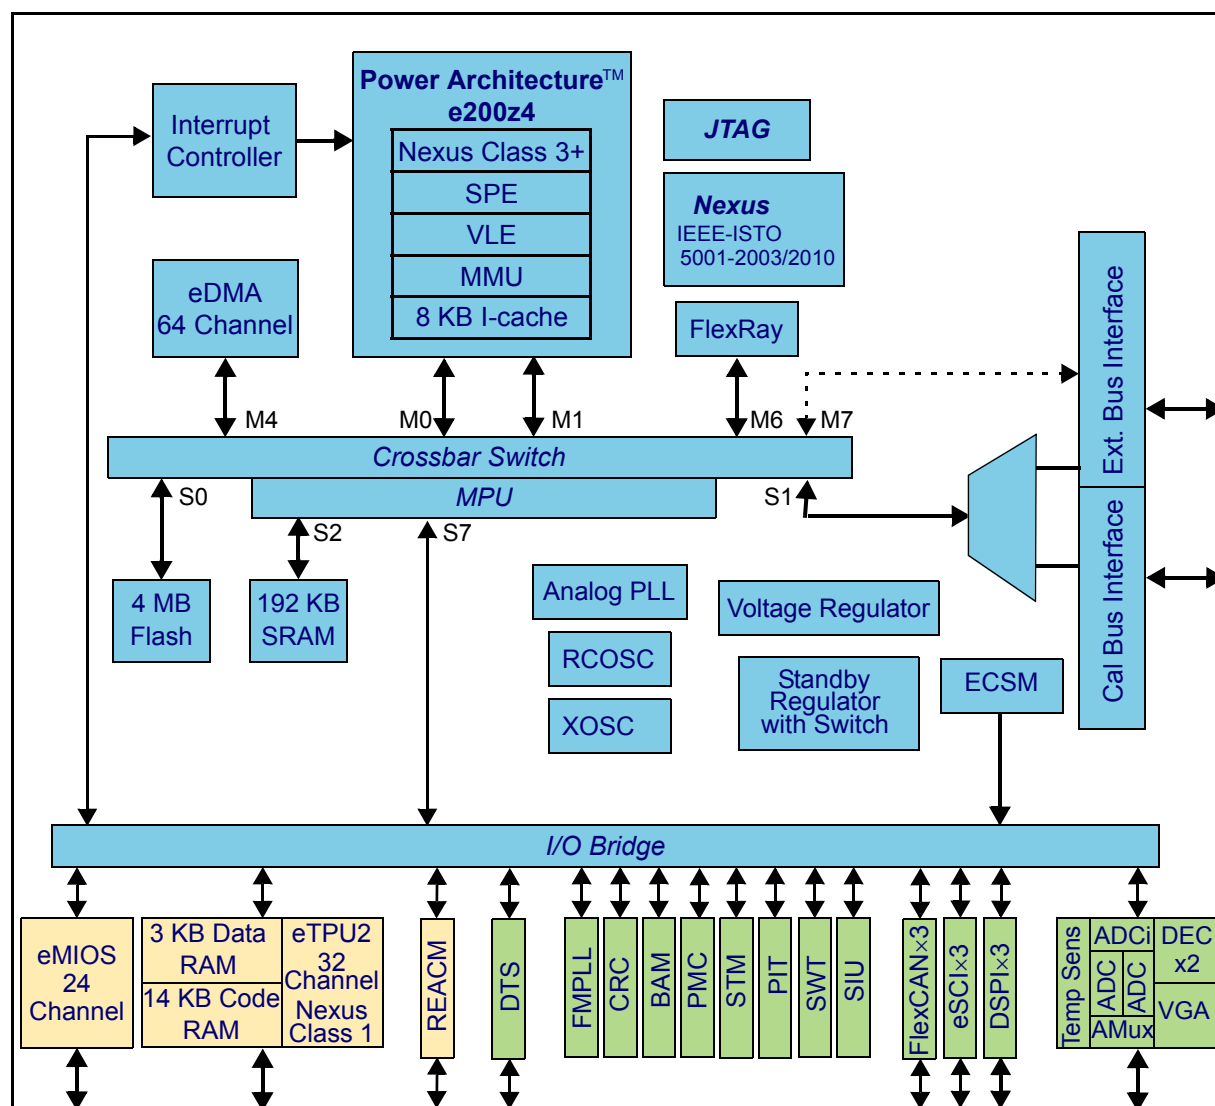 Power Architecture™
e200z4
Nexus Class 3+
SPE
VLE
MMU
8 KB I-cache
Interrupt
Controller
JTAG
Nexus
IEEE-ISTO
5001-2003/2010
eDMA
64 Channel
FlexRay
Ext. Bus Interface
Cal Bus Interface
M4
M0
M1
M6
M7
Crossbar Switch
MPU
S0
S2
S7
S1
4 MB
Flash
192 KB
SRAM
Analog PLL
Voltage Regulator
RCOSC
XOSC
Standby
Regulator
with Switch
ECSM
I/O Bridge
eMIOS
24
Channel
3 KB Data
RAM
14 KB Code
RAM
eTPU2
32
Channel
Nexus
Class 1
REACM
DTS
FMPLL
CRC
BAM
PMC
STM
PIT
SWT
SIU
FlexCAN×3
eSCI×3
DSPI×3
Temp Sens
ADCi
ADC
ADC
AMux
DEC
x2
VGA